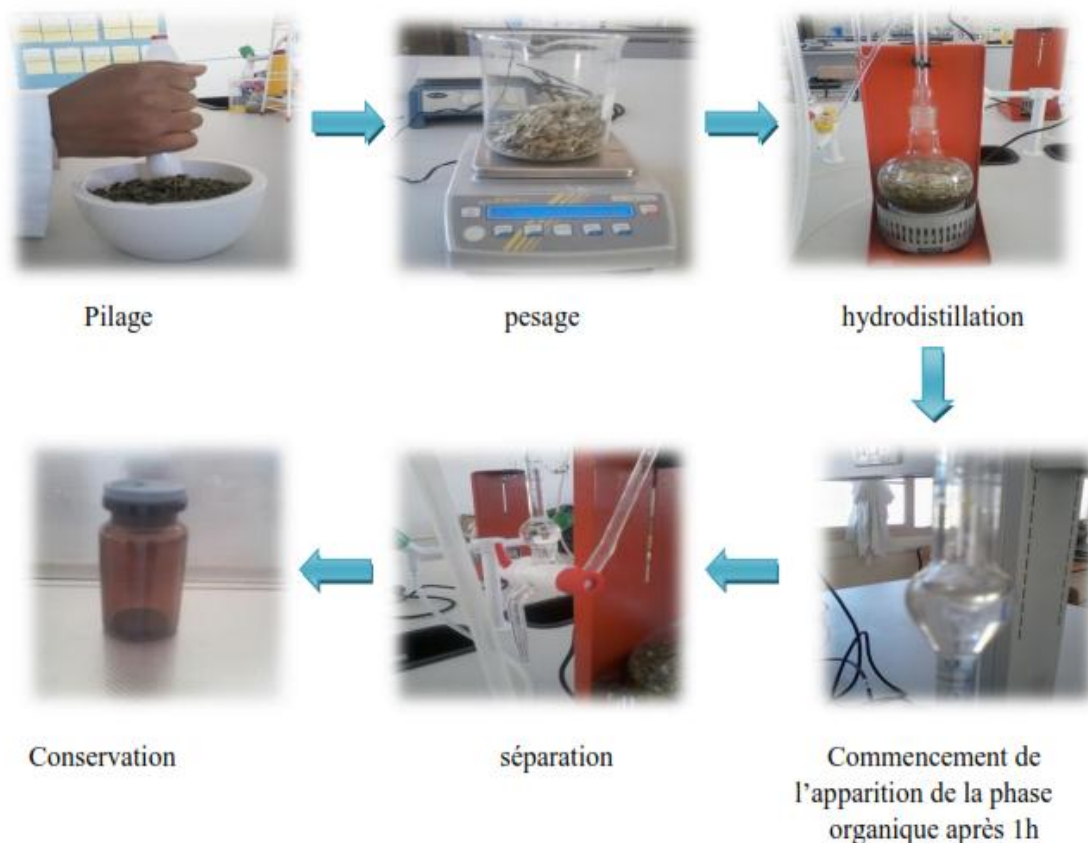 Pilage
pesage
hydrodistillation
Commencement de
l'apparition de la phase
organique après 1h
séparation
Conservation